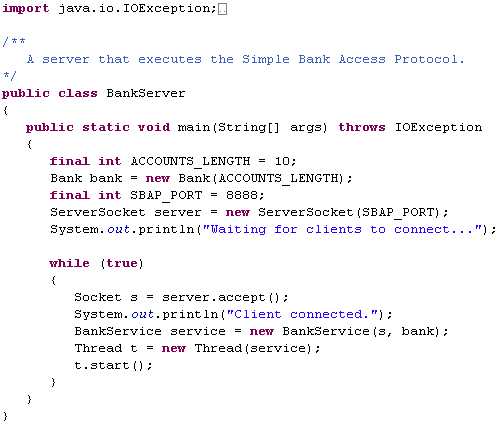 import java.io.IOException;
/**
    A server that executes the Simple Bank Access Protocol.
*/
public class BankServer
{
   public static void main(String[] args) throws IOException
   {
      final int ACCOUNTS_LENGTH = 10;
      Bank bank = new Bank(ACCOUNTS_LENGTH);
      final int SBAP_PORT = 8888;
      ServerSocket server = new ServerSocket(SBAP_PORT);
      System.out.println("Waiting for clients to connect...");
      while (true)
      {
         Socket s = server.accept();
         System.out.println("Client connected.");
         BankService service = new BankService(s, bank);
         Thread t = new Thread(service);
         t.start();
      }
   }
}